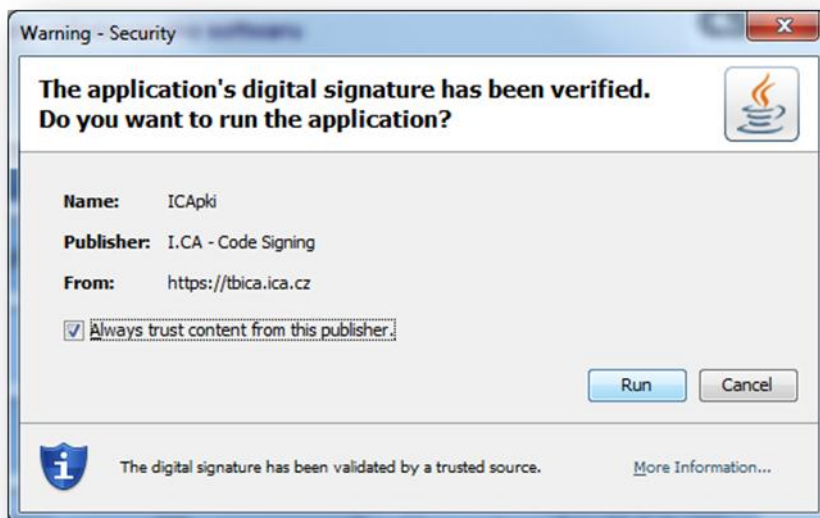 Warning - Security
The application's digital signature has been verified.
Do you want to run the application?
Name: ICApki
Publisher: I.CA - Code Signing
From: https://tbica.ica.cz
Always trust content from this publisher.
Run Cancel
The digital signature has been validated by a trusted source. More Information...